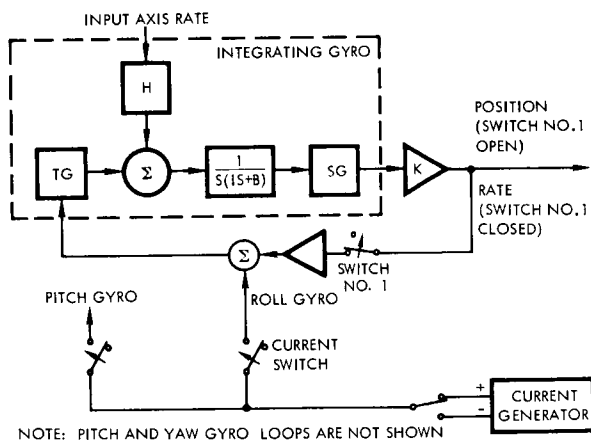 INPUT AXIS RATE
INTEGRATING GYRO
H
POSITION
(SWITCH NO.1
OPEN)
TG
Σ
1
S(IS+B)
SG
K
RATE
(SWITCH NO.1
CLOSED)
Σ
SWITCH
NO. 1
PITCH GYRO
ROLL GYRO
CURRENT
SWITCH
+
-
CURRENT
GENERATOR
NOTE: PITCH AND YAW GYRO LOOPS ARE NOT SHOWN